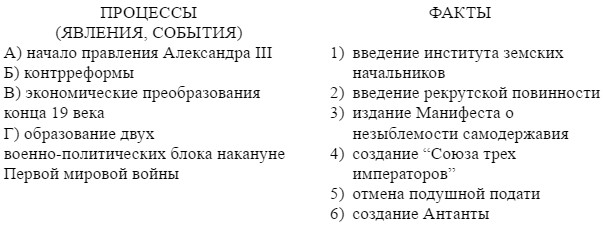 ПРОЦЕССЫ
(ЯВЛЕНИЯ, СОБЫТИЯ)
А) начало правления Александра III
Б) контрреформы
В) экономические преобразования
конца 19 века
Г) образование двух
военно-политических блока накануне
Первой мировой войны
ФАКТЫ
1) введение института земских
начальников
2) введение рекрутской повинности
3) издание Манифеста о
незыблемости самодержавия
4) создание “Союза трех
императоров”
5) отмена подушной подати
6) создание Антанты